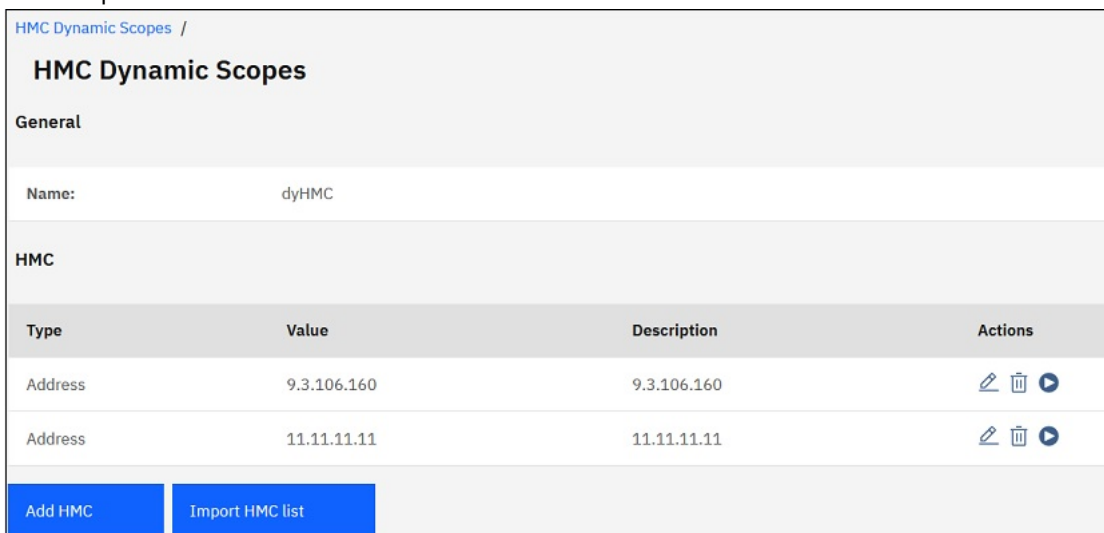 HMC Dynamic Scopes /
HMC Dynamic Scopes
General
Name: dyHMC
HMC
Type Value Description Actions
Address 9.3.106.160 9.3.106.160
Address 11.11.11.11 11.11.11.11
Add HMC Import HMC list